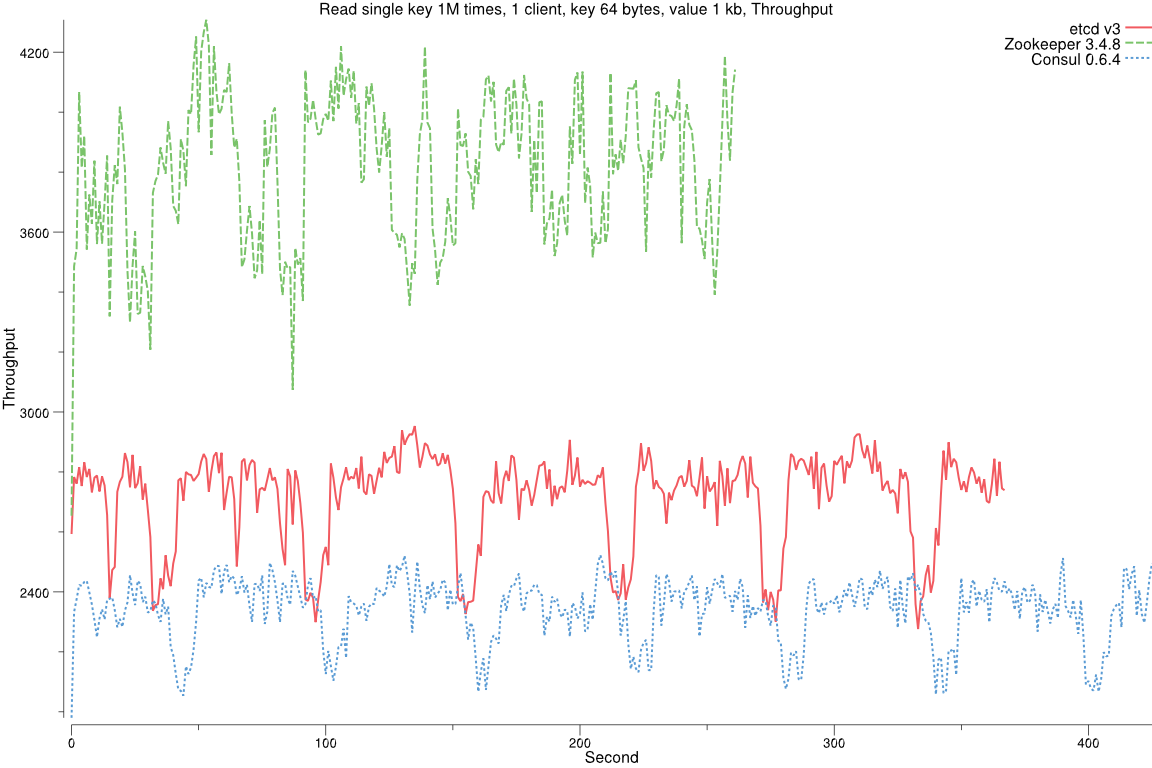 Read single key 1M times, 1 client, key 64 bytes, value 1 kb, Throughput
etcd v3
Zookeeper 3.4.8
Consul 0.6.4
4200
3600
3000
2400
Throughput
0 100 200 300 400
Second